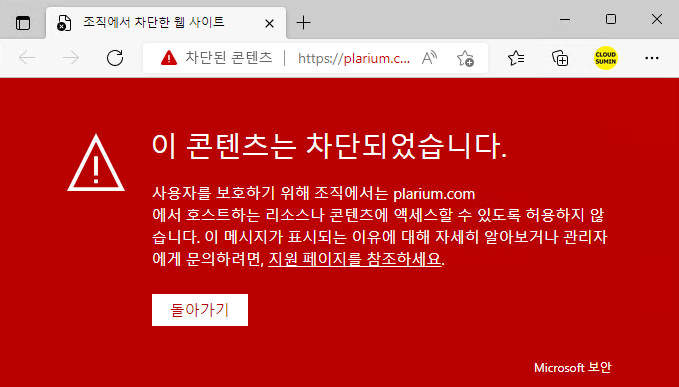 조직에서 차단한 웹 사이트
차단된 콘텐츠 | https://plarium.c...
CLOUD
SUMIN
이 콘텐츠는 차단되었습니다.
사용자를 보호하기 위해 조직에서는 plarium.com
에서 호스트하는 리소스나 콘텐츠에 액세스할 수 있도록 허용하지 않
습니다. 이 메시지가 표시되는 이유에 대해 자세히 알아보거나 관리자
에게 문의하려면, 지원 페이지를 참조하세요.
돌아가기
Microsoft 보안